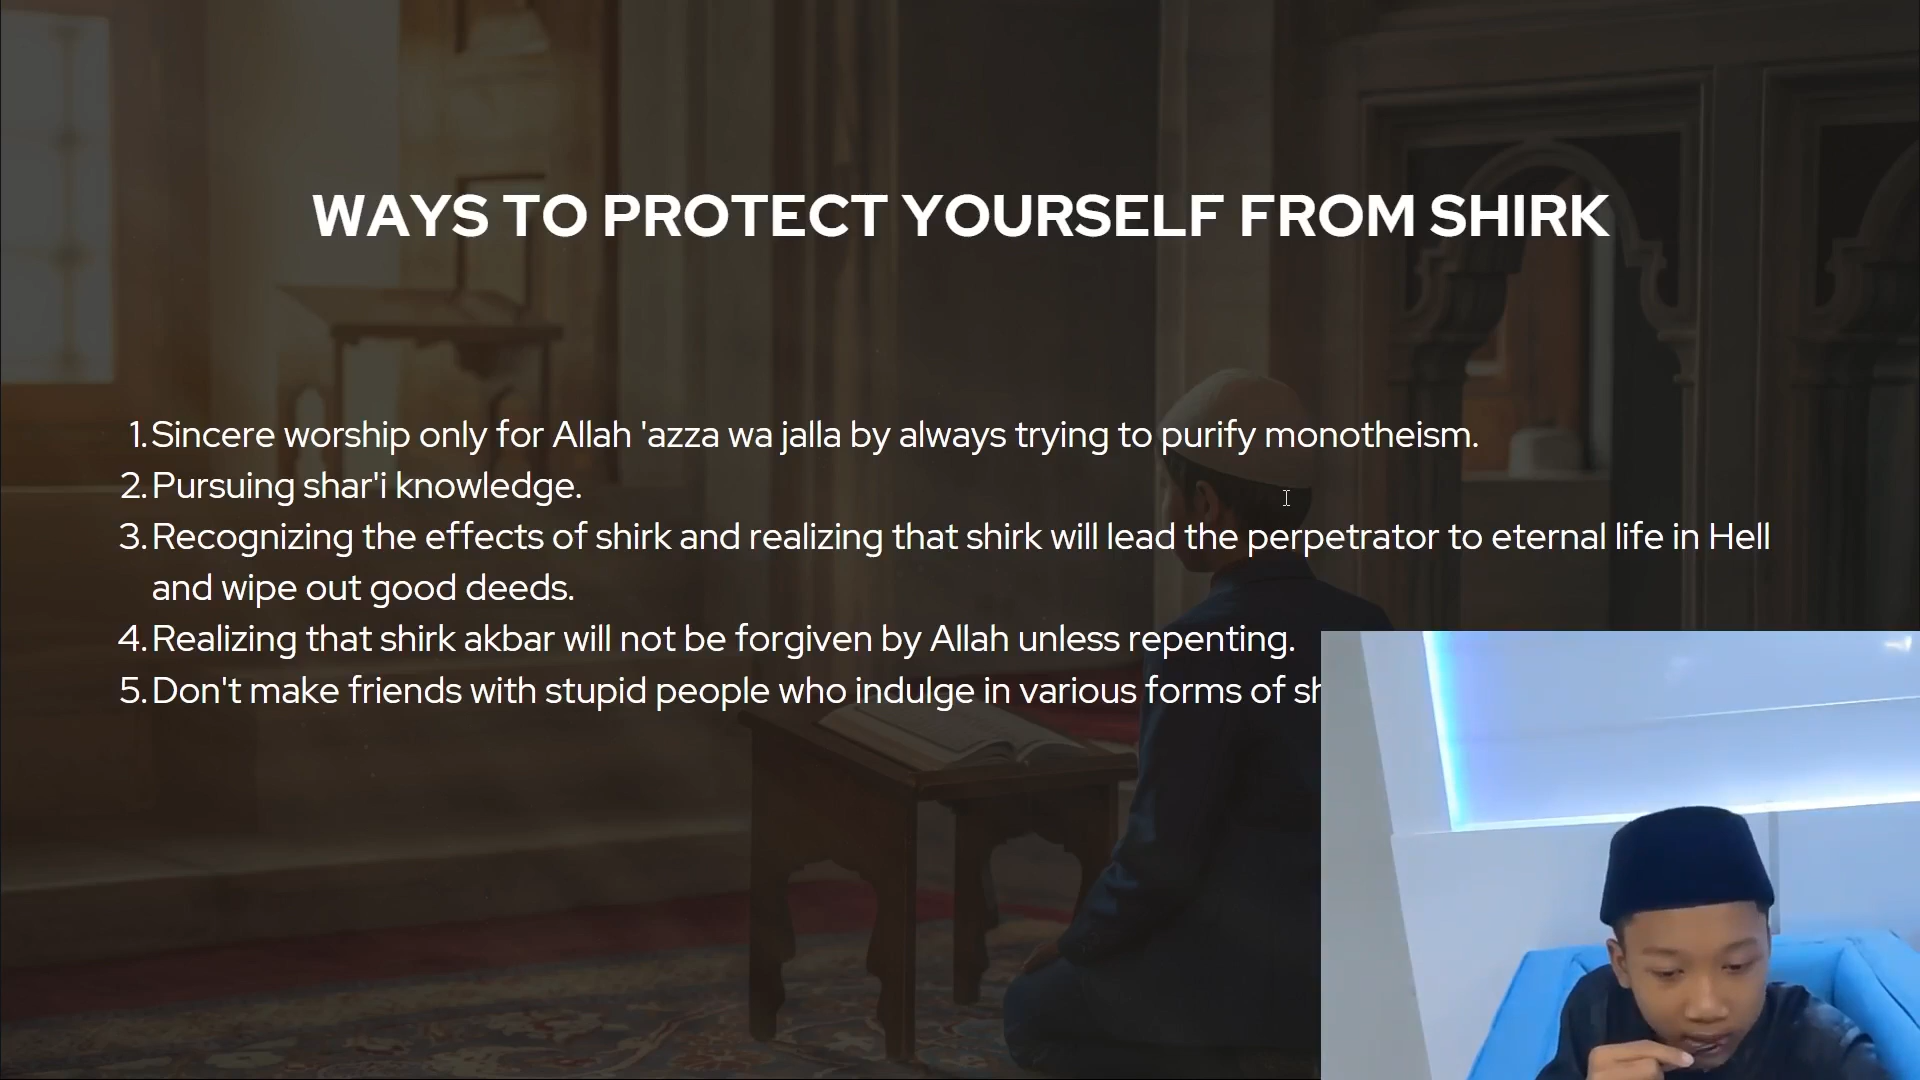 WAYS TO PROTECT YOURSELF FROM SHIRK
1. Sincere worship only for Allah 'azza wa jalla by always trying to purify monotheism.
2. Pursuing shar'i knowledge.
3. Recognizing the effects of shirk and realizing that shirk will lead the perpetrator to eternal life in Hell
and wipe out good deeds.
4. Realizing that shirk akbar will not be forgiven by Allah unless repenting.
5. Don't make friends with stupid people who indulge in various forms of